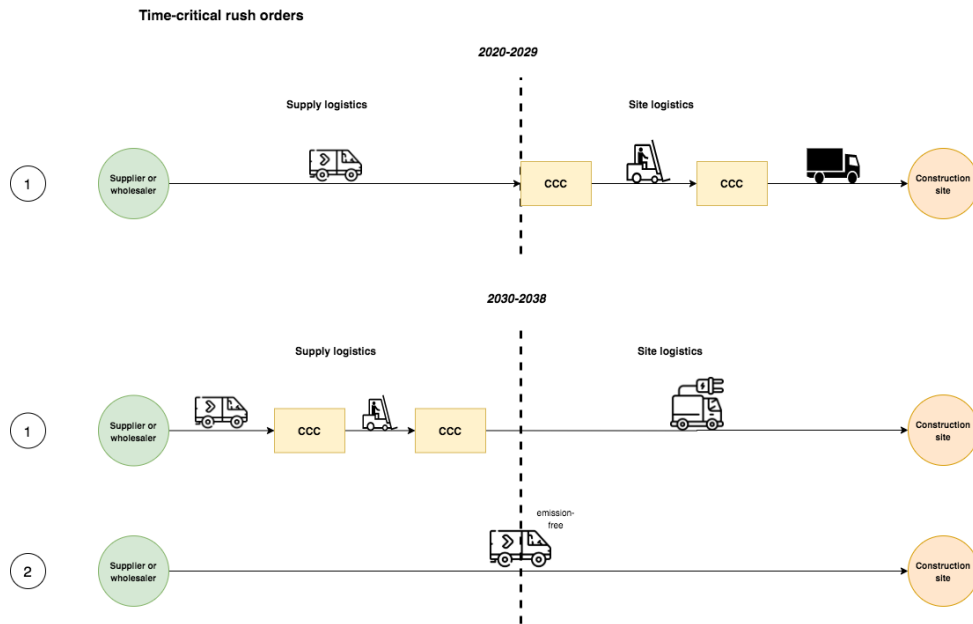 Time-critical rush orders
2020-2029
Supply logistics
Site logistics
1
Supplier or
wholesaler
CCC
CCC
Construction
site
2030-2038
Supply logistics
Site logistics
1
Supplier or
wholesaler
CCC
CCC
Construction
site
emission-
free
2
Supplier or
wholesaler
Construction
site